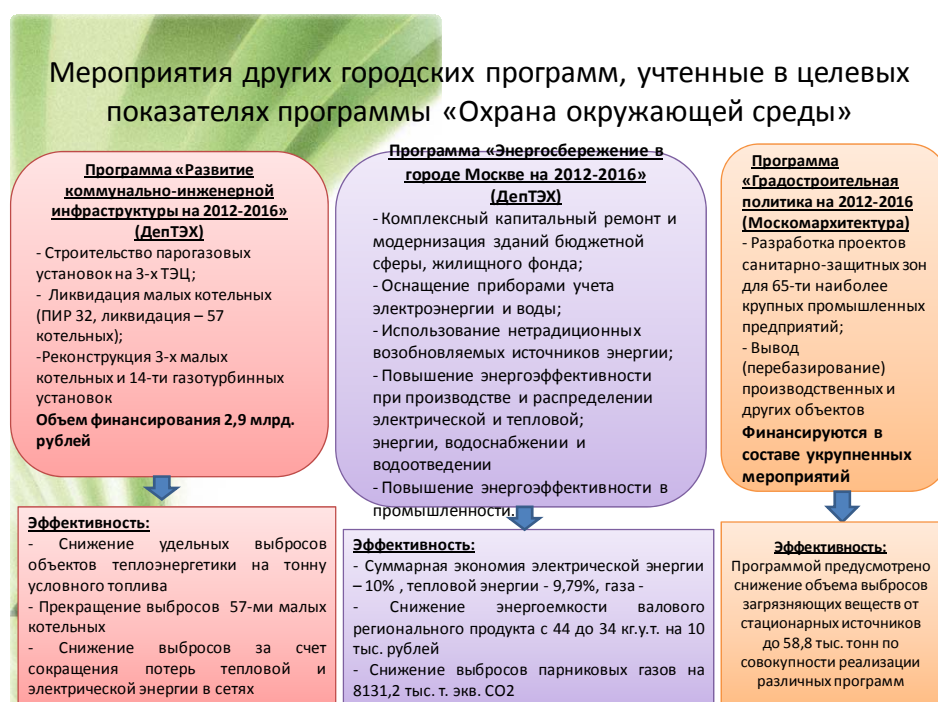 Мероприятия других городских программ, учтенные в целевых
показателях программы «Охрана окружающей среды»
Программа «Развитие
коммунально-инженерной
инфраструктуры на 2012-2016»
(ДепТЭХ)
- Строительство парогазовых
установок на 3-х ТЭЦ;
- Ликвидация малых котельных
(ПИР 32, ликвидация – 57
котельных);
-Реконструкция 3-х малых
котельных и 14-ти газотурбинных
установок
Объем финансирования 2,9 млрд.
рублей
Эффективность:
- Снижение удельных выбросов
объектов теплоэнергетики на тонну
условного топлива
- Прекращение выбросов 57-ми малых
котельных
- Снижение выбросов за счет
сокращения потерь тепловой и
электрической энергии в сетях
Программа «Энергосбережение в
городе Москве на 2012-2016»
(ДепТЭХ)
- Комплексный капитальный ремонт и
модернизация зданий бюджетной
сферы, жилищного фонда;
- Оснащение приборами учета
электроэнергии и воды;
- Использование нетрадиционных
возобновляемых источников энергии;
- Повышение энергоэффективности
при производстве и распределении
электрической и тепловой;
энергии, водоснабжении и
водоотведении
- Повышение энергоэффективности в
промышленности.
Эффективность:
- Суммарная экономия электрической энергии
– 10% , тепловой энергии - 9,79%, газа -
- Снижение энергоемкости валового
регионального продукта с 44 до 34 кг.у.т. на 10
тыс. рублей
- Снижение выбросов парниковых газов на
8131,2 тыс. т. экв. СО2
Программа
«Градостроительная
политика на 2012-2016
(Москомархитектура)
- Разработка проектов
санитарно-защитных зон
для 65-ти наиболее
крупных промышленных
предприятий;
- Вывод
(перебазирование)
производственных и
других объектов
Финансируются в
составе укрупненных
мероприятий
Эффективность:
Программой предусмотрено
снижение объема выбросов
загрязняющих веществ от
стационарных источников
до 58,8 тыс. тонн по
совокупности реализации
различных программ